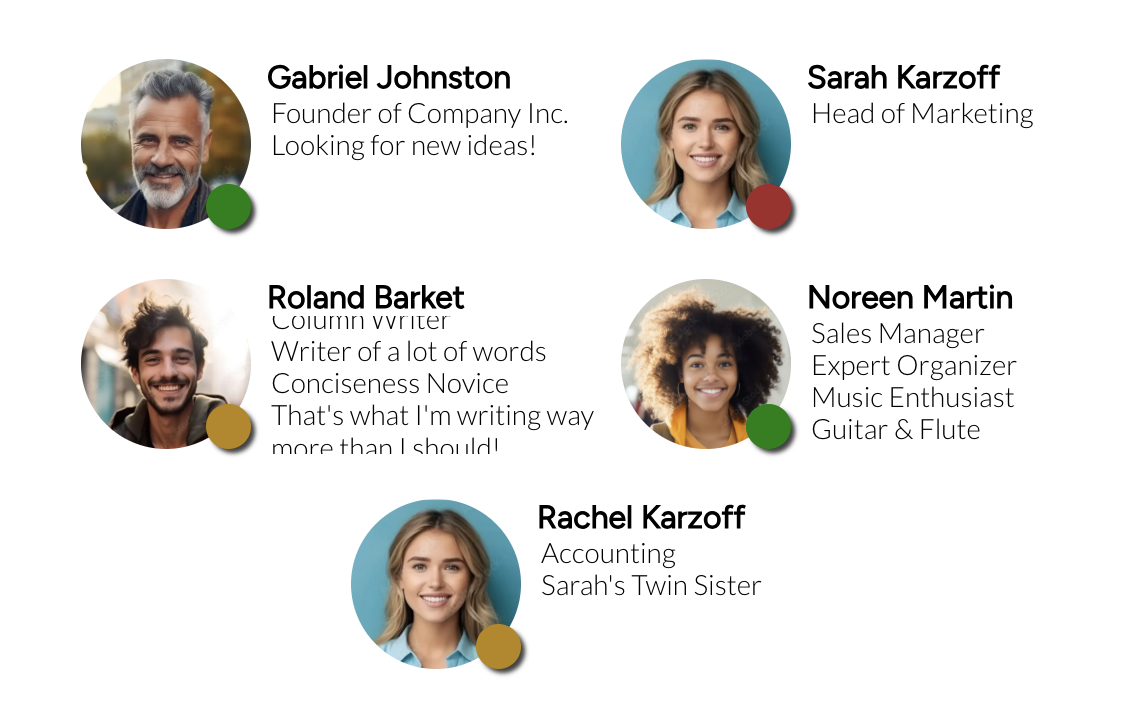 Gabriel Johnston
Founder of Company Inc.
Looking for new ideas!
Sarah Karzoff
Head of Marketing
Roland Barket
Column Writer
Writer of a lot of words
Conciseness Novice
That's what I'm writing way
more than I should!
Noreen Martin
Sales Manager
Expert Organizer
Music Enthusiast
Guitar & Flute
Rachel Karzoff
Accounting
Sarah's Twin Sister